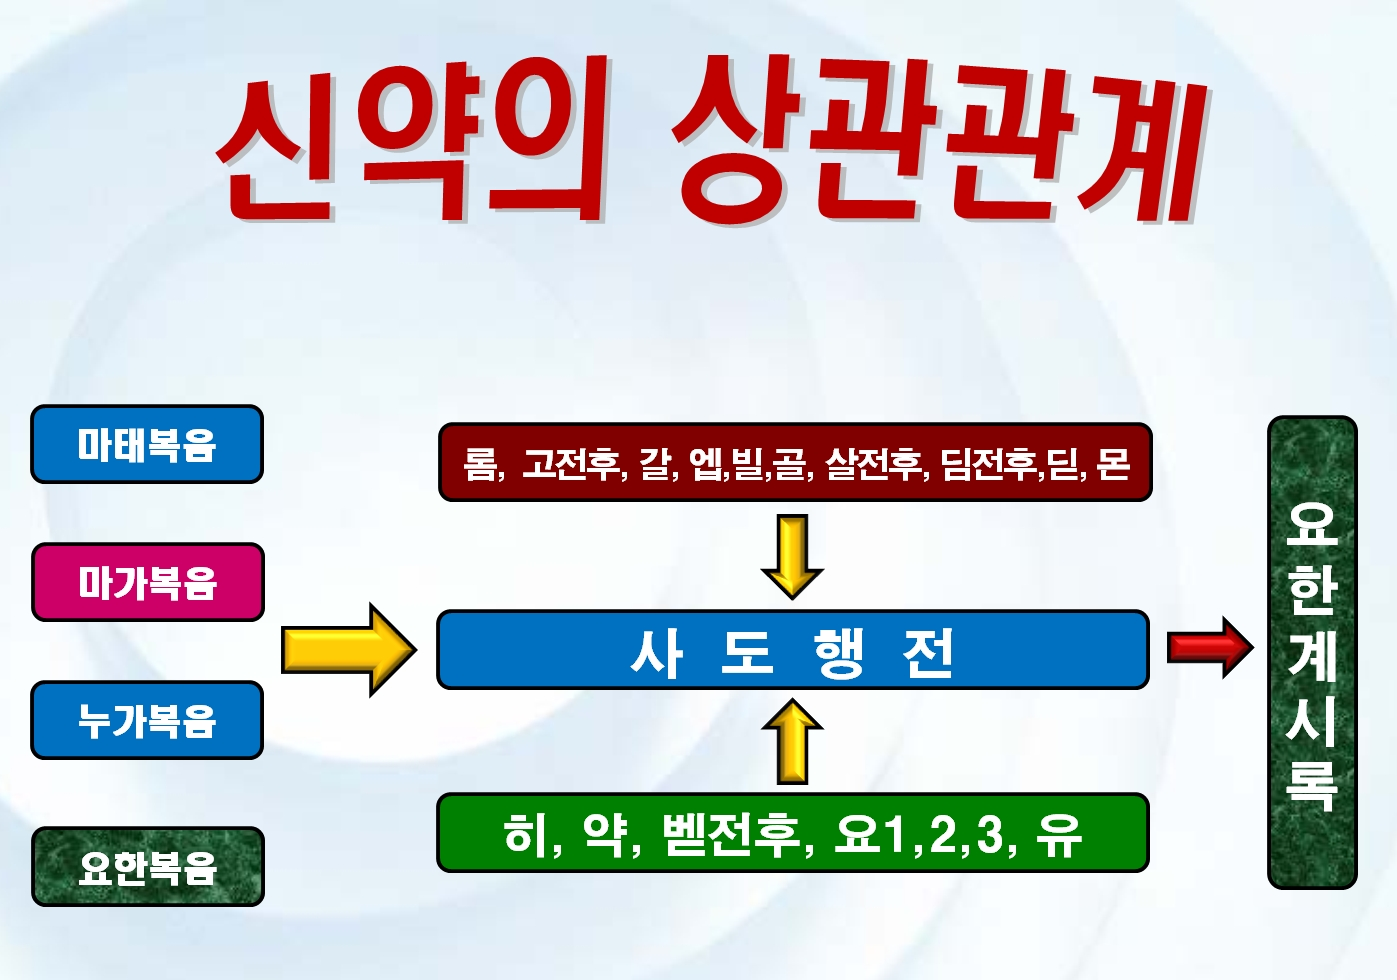 신약의 상관관계
마태복음
마가복음
누가복음
요한복음
롬, 고전후, 갈, 엡,빌,골, 살전후, 딤전후,딛, 몬
사 도 행 전
히, 약, 벧전후, 요1,2,3, 유
요
한
계
시
록